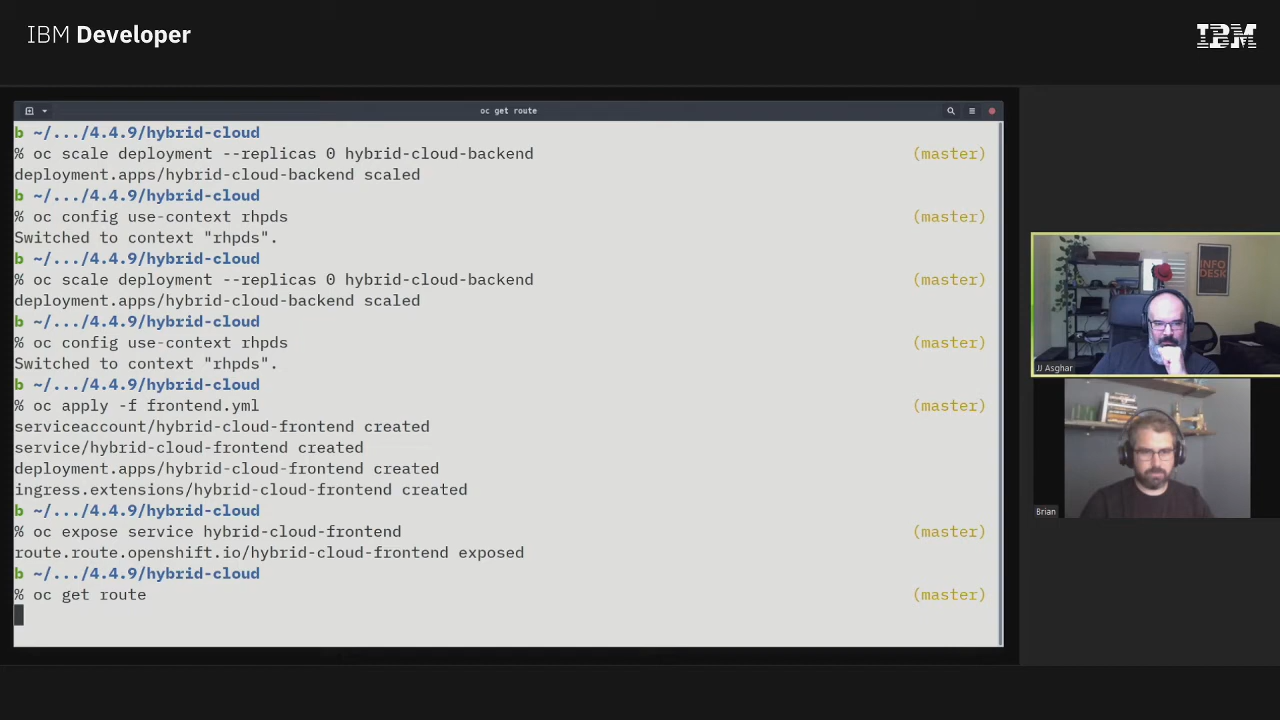 IBM Developer
IBM
oc get route
b ~/.../4.4.9/hybrid-cloud
% oc scale deployment --replicas 0 hybrid-cloud-backend (master)
deployment.apps/hybrid-cloud-backend scaled
b ~/.../4.4.9/hybrid-cloud
% oc config use-context rhpds (master)
Switched to context "rhpds".
b ~/.../4.4.9/hybrid-cloud
% oc scale deployment --replicas 0 hybrid-cloud-backend (master)
deployment.apps/hybrid-cloud-backend scaled
b ~/.../4.4.9/hybrid-cloud
% oc config use-context rhpds (master)
Switched to context "rhpds".
b ~/.../4.4.9/hybrid-cloud
% oc apply -f frontend.yml (master)
serviceaccount/hybrid-cloud-frontend created
service/hybrid-cloud-frontend created
deployment.apps/hybrid-cloud-frontend created
ingress.extensions/hybrid-cloud-frontend created
b ~/.../4.4.9/hybrid-cloud
% oc expose service hybrid-cloud-frontend (master)
route.route.openshift.io/hybrid-cloud-frontend exposed
b ~/.../4.4.9/hybrid-cloud
% oc get route (master)
INFO
DESK
JJ Asghar
Brian